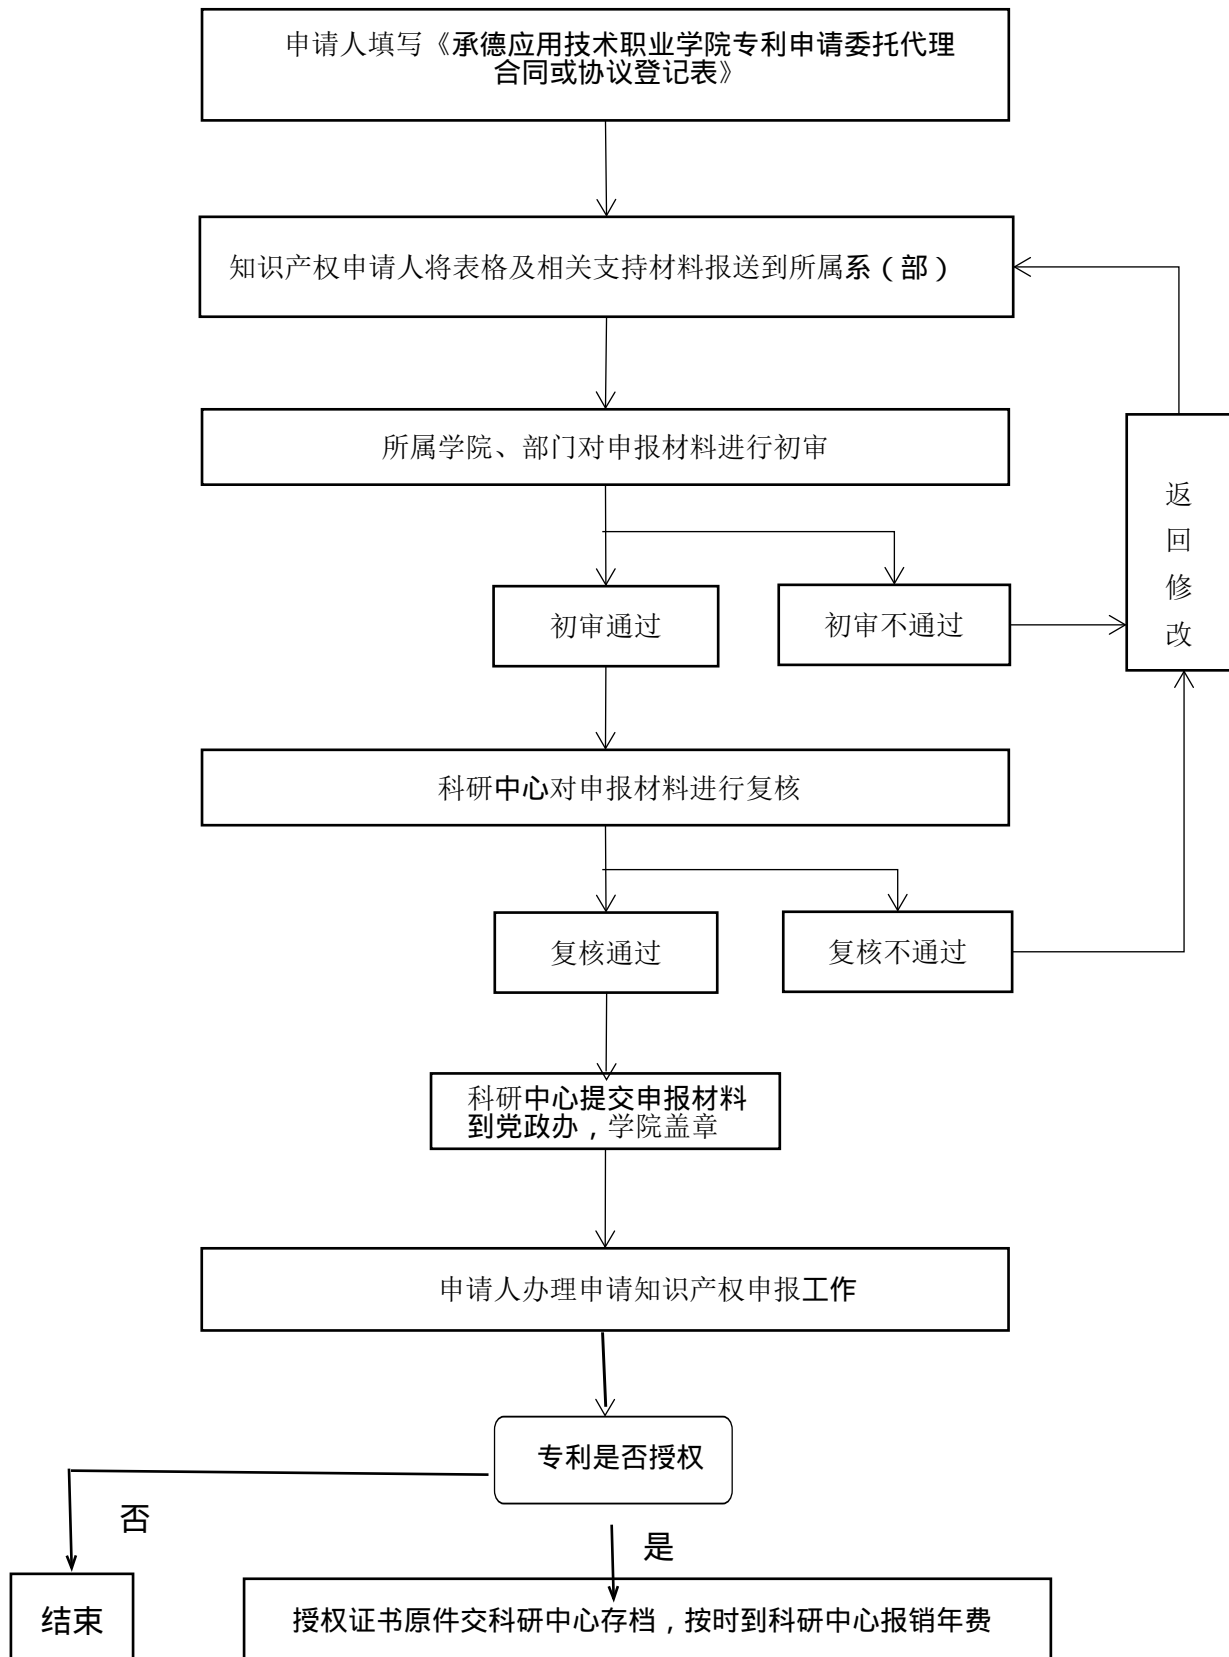 申请人填写《承德应用技术职业学院专利申请委托代理
合同或协议登记表》
知识产权申请人将表格及相关支持材料报送到所属系（部）
所属学院、部门对申报材料进行初审
返
回
修
改
初审通过
初审不通过
科研中心对申报材料进行复核
复核通过
复核不通过
科研中心提交申报材料
到党政办，学院盖章
申请人办理申请知识产权申报工作
专利是否授权
否
是
结束
授权证书原件交科研中心存档，按时到科研中心报销年费